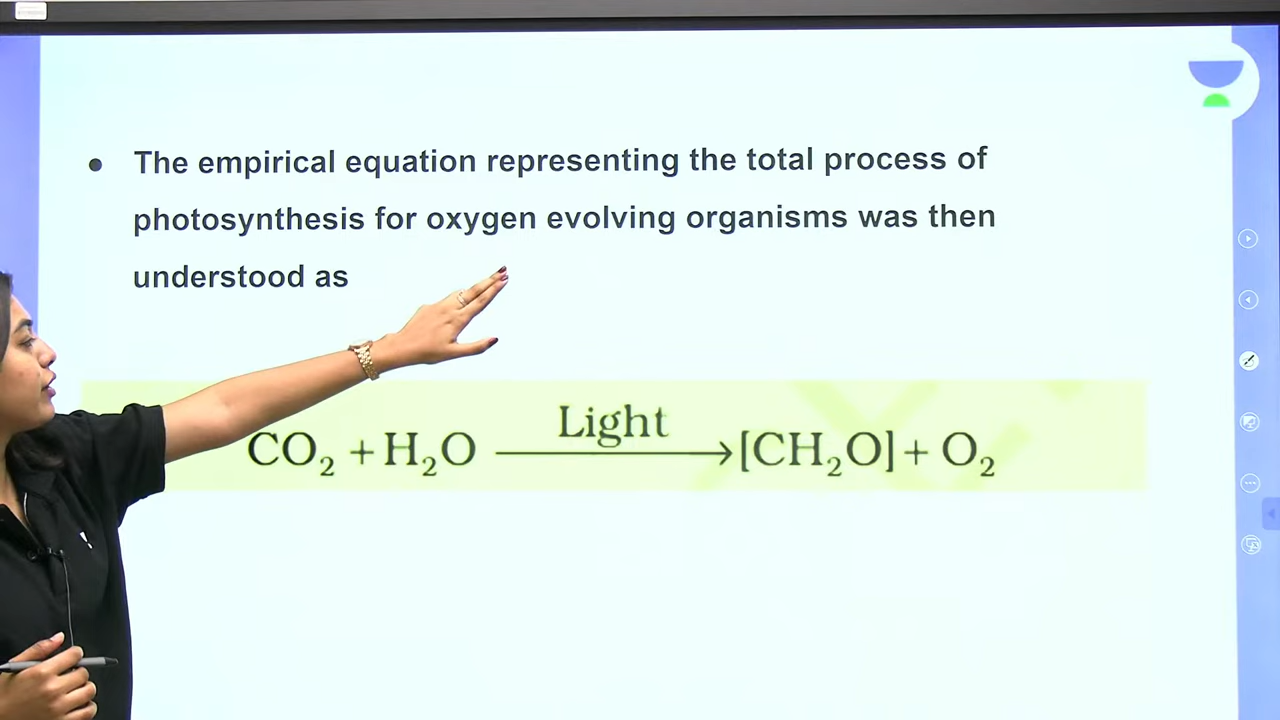 ● The empirical equation representing the total process of
photosynthesis for oxygen evolving organisms was then
understood as
Light
CO₂ + H₂O ⟶ [CH₂O] + O₂